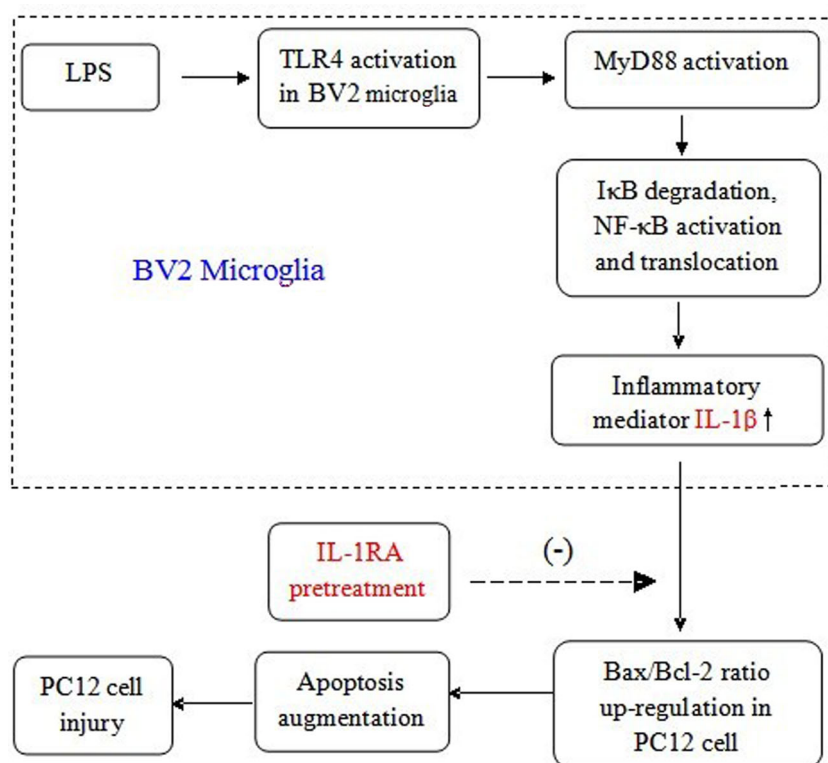 LPS
TLR4 activation
in BV2 microglia
MyD88 activation
IκB degradation,
NF-κB activation
and translocation
BV2 Microglia
Inflammatory
mediator IL-1β↑
IL-1RA
pretreatment
(-)
Bax/Bcl-2 ratio
up-regulation in
PC12 cell
Apoptosis
augmentation
PC12 cell
injury